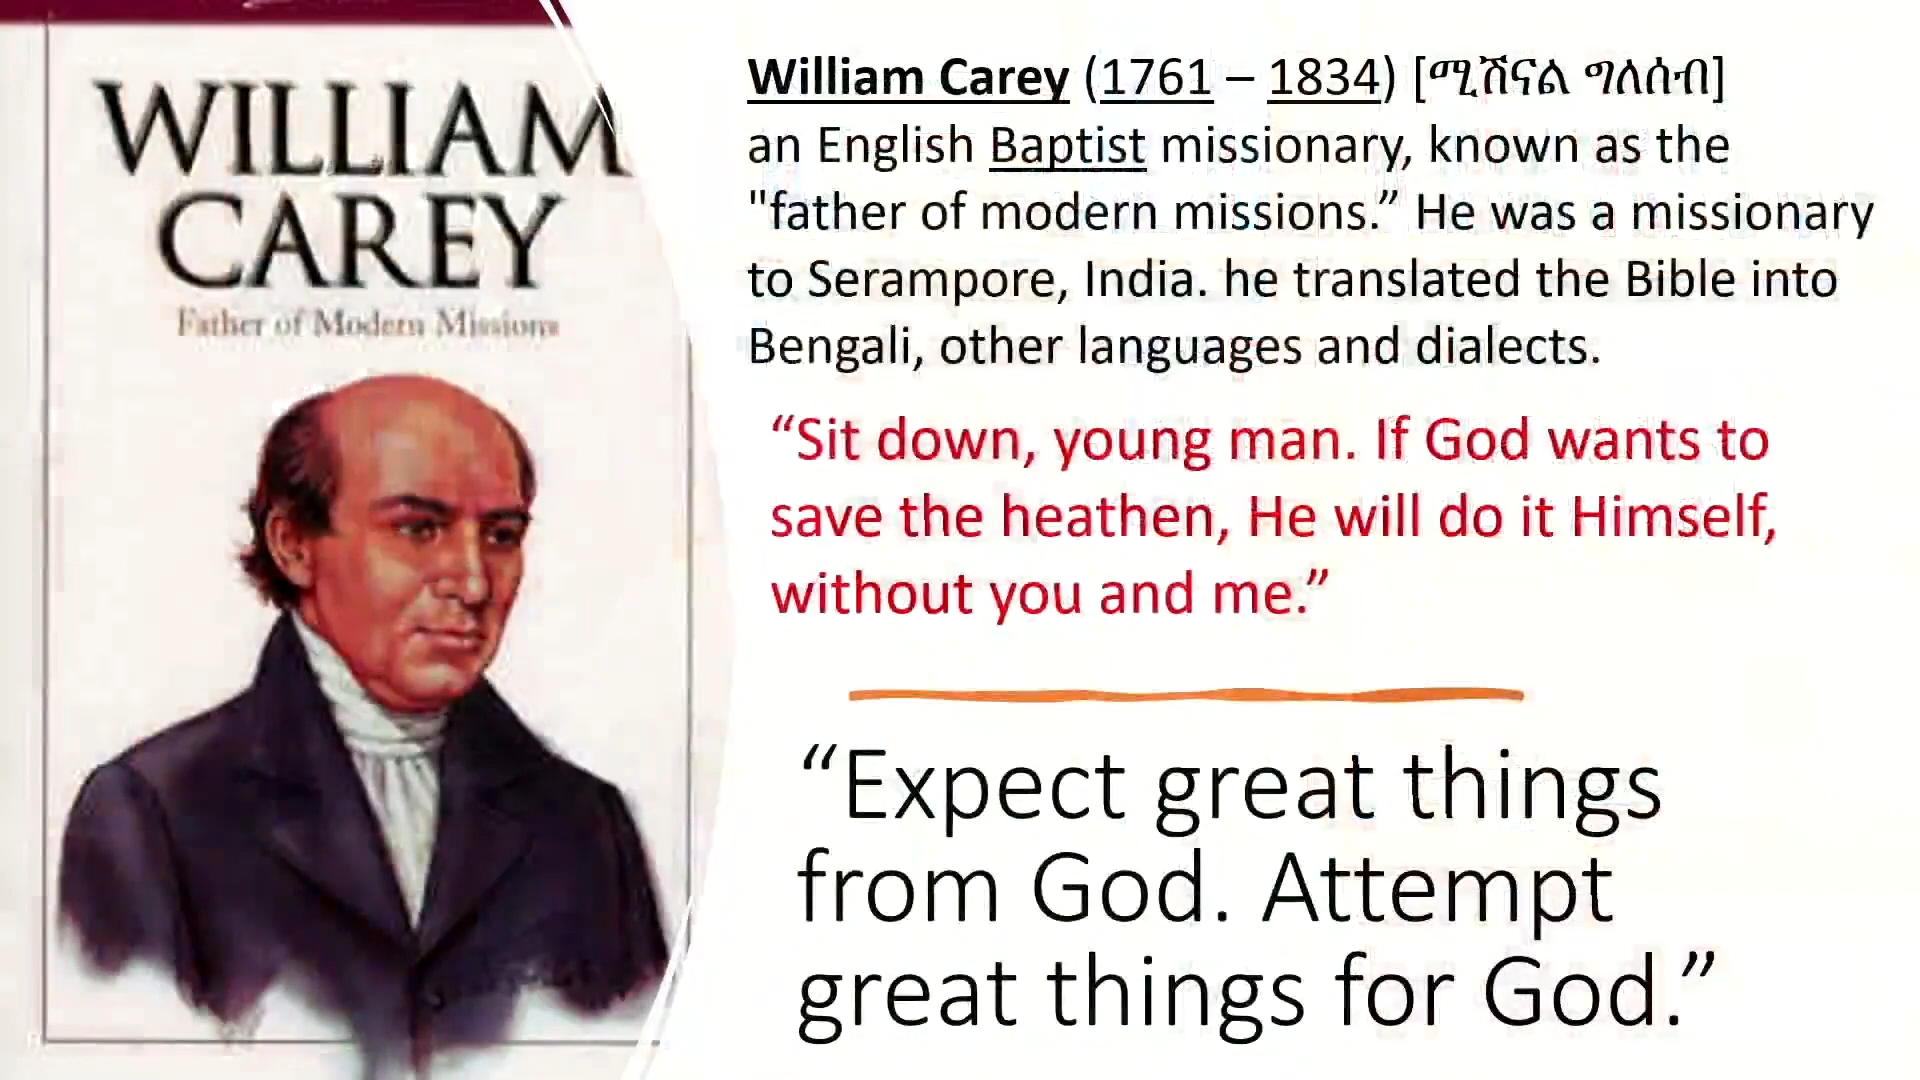 WILLIAM
CAREY
Father of Modern Missions
William Carey (1761 – 1834) [ሚሽናል ግለሰብ]
an English Baptist missionary, known as the
"father of modern missions.” He was a missionary
to Serampore, India. he translated the Bible into
Bengali, other languages and dialects.
“Sit down, young man. If God wants to
save the heathen, He will do it Himself,
without you and me.”
“Expect great things
from God. Attempt
great things for God.”